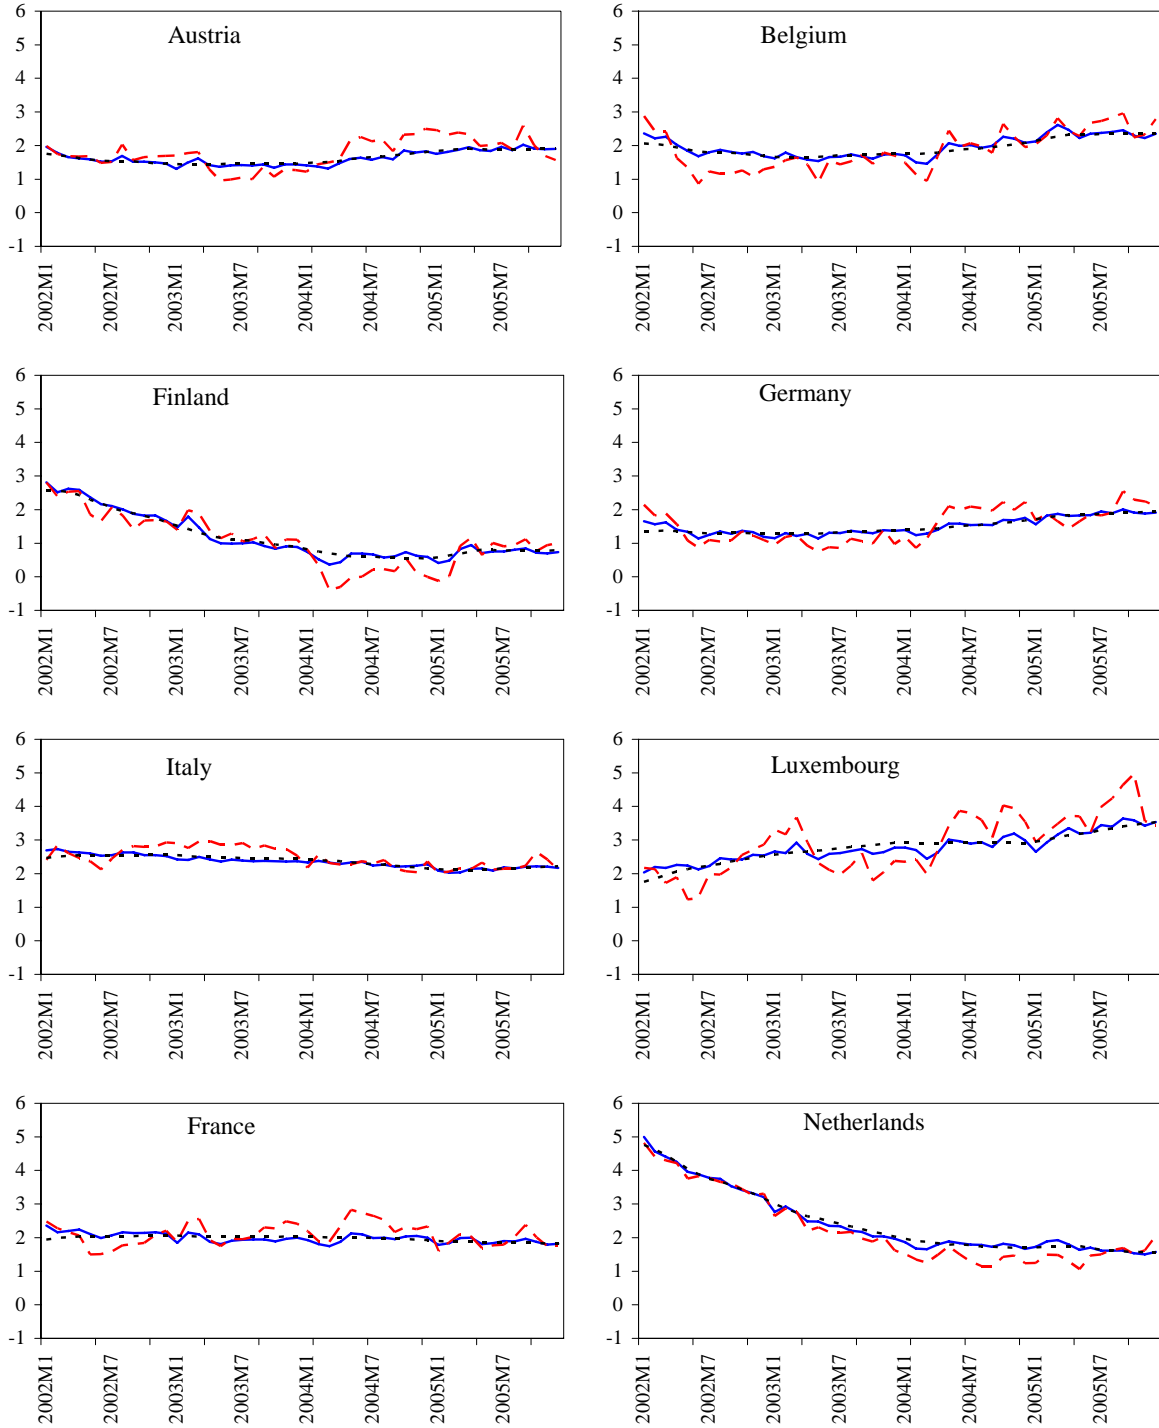 Austria
6
5
4
3
2
1
0
-1
2002M1
2002M7
2003M1
2003M7
2004M1
2004M7
2005M1
2005M7
Belgium
6
5
4
3
2
1
0
-1
2002M1
2002M7
2003M1
2003M7
2004M1
2004M7
2005M1
2005M7
Finland
6
5
4
3
2
1
0
-1
2002M1
2002M7
2003M1
2003M7
2004M1
2004M7
2005M1
2005M7
Germany
6
5
4
3
2
1
0
-1
2002M1
2002M7
2003M1
2003M7
2004M1
2004M7
2005M1
2005M7
Italy
6
5
4
3
2
1
0
-1
2002M1
2002M7
2003M1
2003M7
2004M1
2004M7
2005M1
2005M7
Luxembourg
6
5
4
3
2
1
0
-1
2002M1
2002M7
2003M1
2003M7
2004M1
2004M7
2005M1
2005M7
France
6
5
4
3
2
1
0
-1
2002M1
2002M7
2003M1
2003M7
2004M1
2004M7
2005M1
2005M7
Netherlands
6
5
4
3
2
1
0
-1
2002M1
2002M7
2003M1
2003M7
2004M1
2004M7
2005M1
2005M7